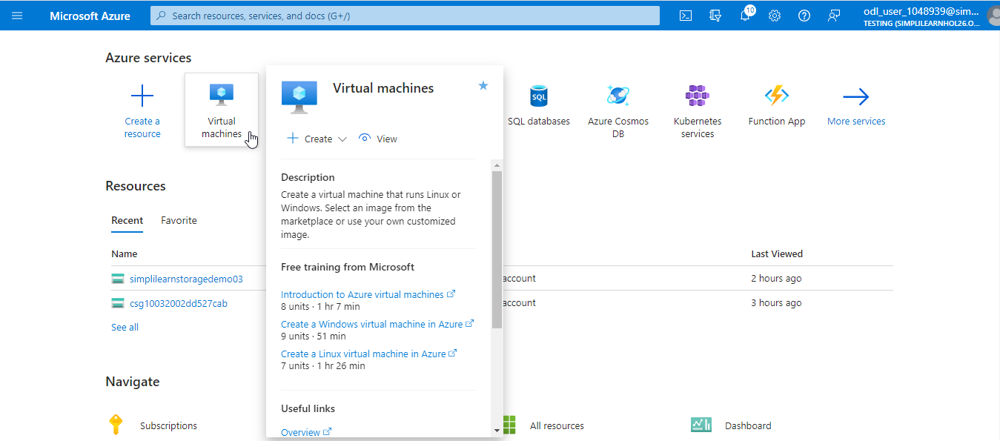 Microsoft Azure
Search resources, services, and docs (G+/)
10
odl_user_1048939@sim...
TESTING (SIMPLILEARNHOL26.O...
Azure services
Create a
resource
Virtual
machines
SQL
SQL databases
Azure Cosmos
DB
Kubernetes
services
Function App
More services
Virtual machines
Create
View
Description
Create a virtual machine that runs Linux or
Windows. Select an image from the
marketplace or use your own customized
image.
Free training from Microsoft
Introduction to Azure virtual machines
8 units · 1 hr 7 min
Create a Windows virtual machine in Azure
9 units · 51 min
Create a Linux virtual machine in Azure
7 units · 1 hr 26 min
Useful links
Overview
Resources
Recent
Favorite
Name
Last Viewed
simplilearnstoragedemo03
account
2 hours ago
csg10032002dd527cab
account
3 hours ago
See all
Navigate
Subscriptions
All resources
Dashboard